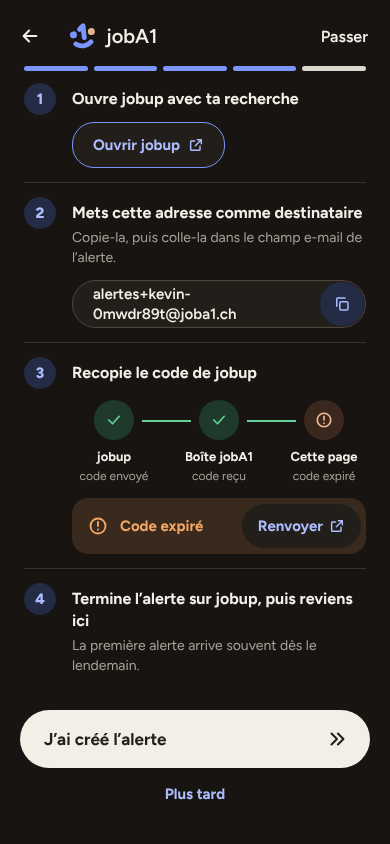 jobA1
Passer
1
Ouvre jobup avec ta recherche
Ouvrir jobup
2
Mets cette adresse comme destinataire
Copie-la, puis colle-la dans le champ e-mail de
l’alerte.
alertes+kevin-
0mwdr89t@joba1.ch
3
Recopie le code de jobup
jobup
code envoyé
Boîte jobA1
code reçu
Cette page
code expiré
Code expiré
Renvoyer
4
Termine l’alerte sur jobup, puis reviens
ici
La première alerte arrive souvent dès le
lendemain.
J’ai créé l’alerte
Plus tard